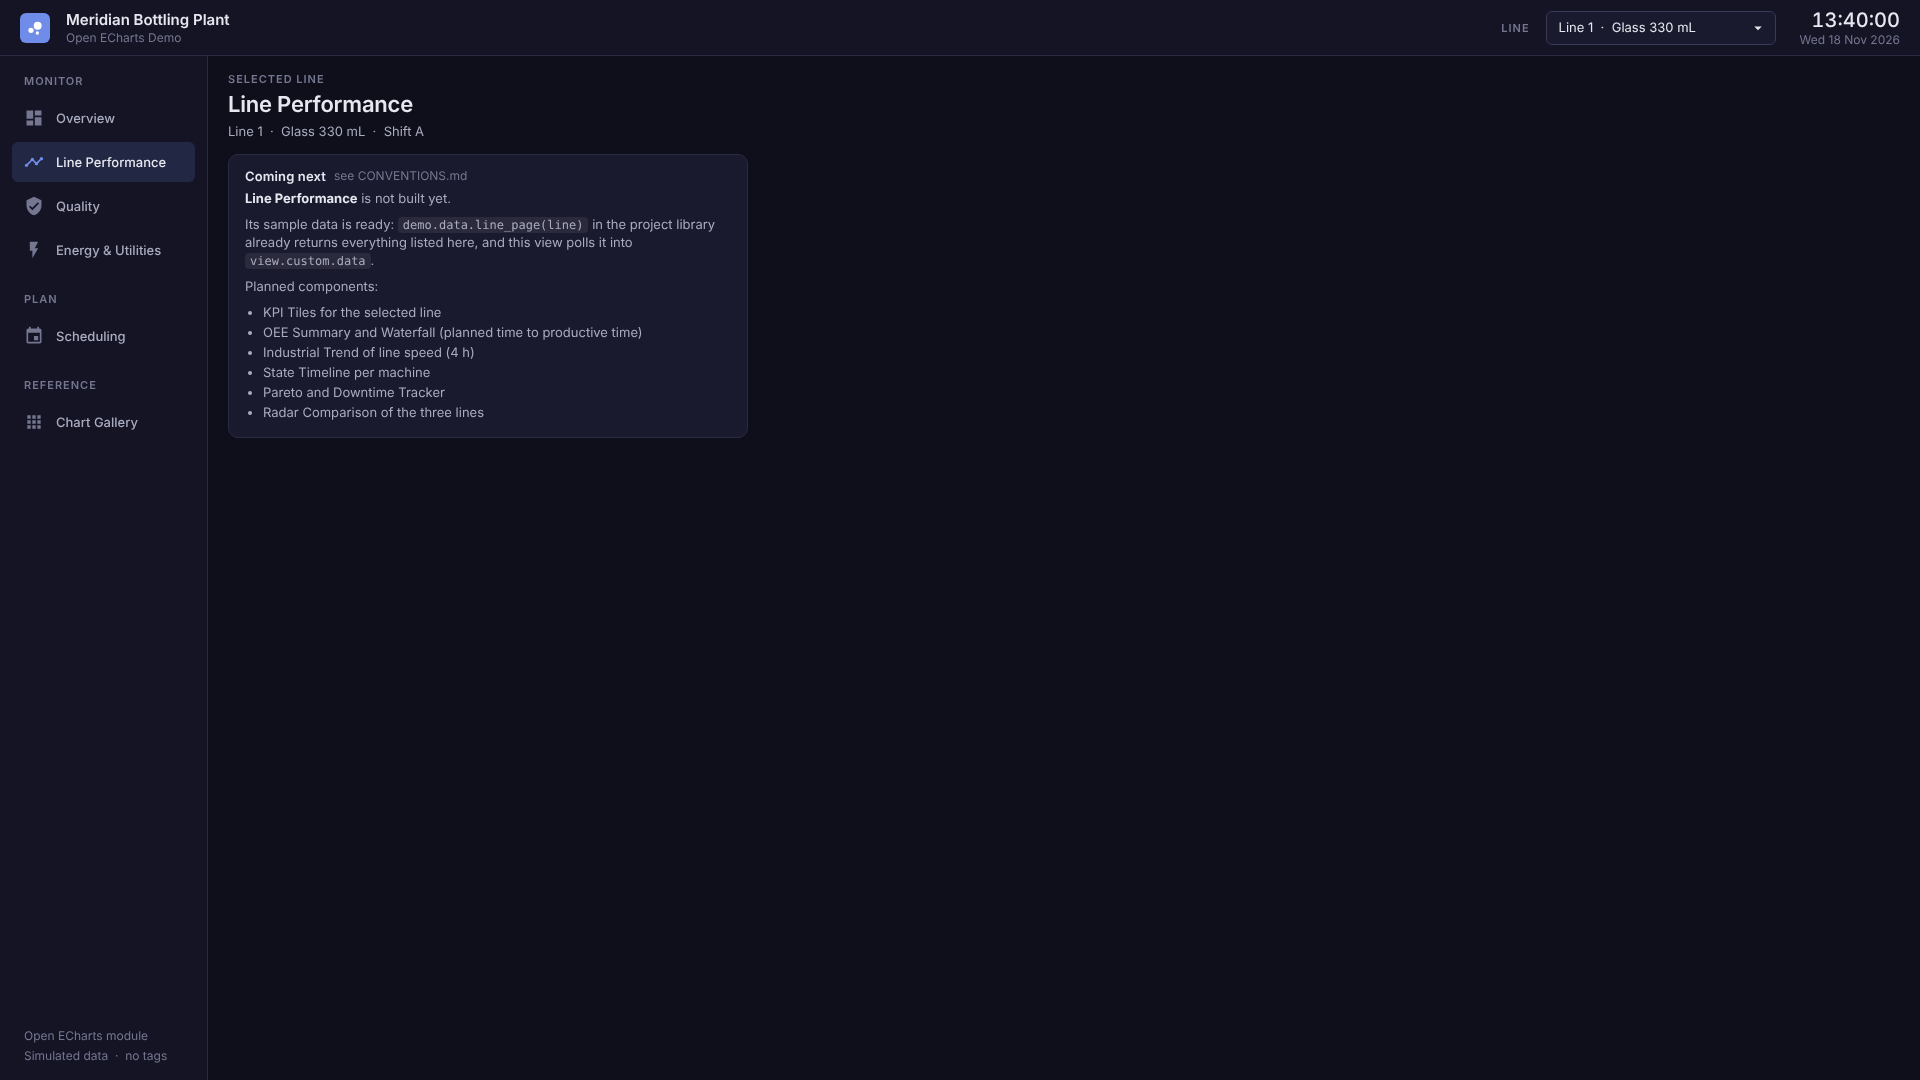 Meridian Bottling Plant
Open ECharts Demo
LINE
Line 1 · Glass 330 mL
13:40:00
Wed 18 Nov 2026
MONITOR
Overview
Line Performance
Quality
Energy & Utilities
PLAN
Scheduling
REFERENCE
Chart Gallery
Open ECharts module
Simulated data · no tags
SELECTED LINE
Line Performance
Line 1 · Glass 330 mL · Shift A
Coming next see CONVENTIONS.md
Line Performance is not built yet.
Its sample data is ready: demo.data.line_page(line) in the project library
already returns everything listed here, and this view polls it into
view.custom.data.
Planned components:
• KPI Tiles for the selected line
• OEE Summary and Waterfall (planned time to productive time)
• Industrial Trend of line speed (4 h)
• State Timeline per machine
• Pareto and Downtime Tracker
• Radar Comparison of the three lines